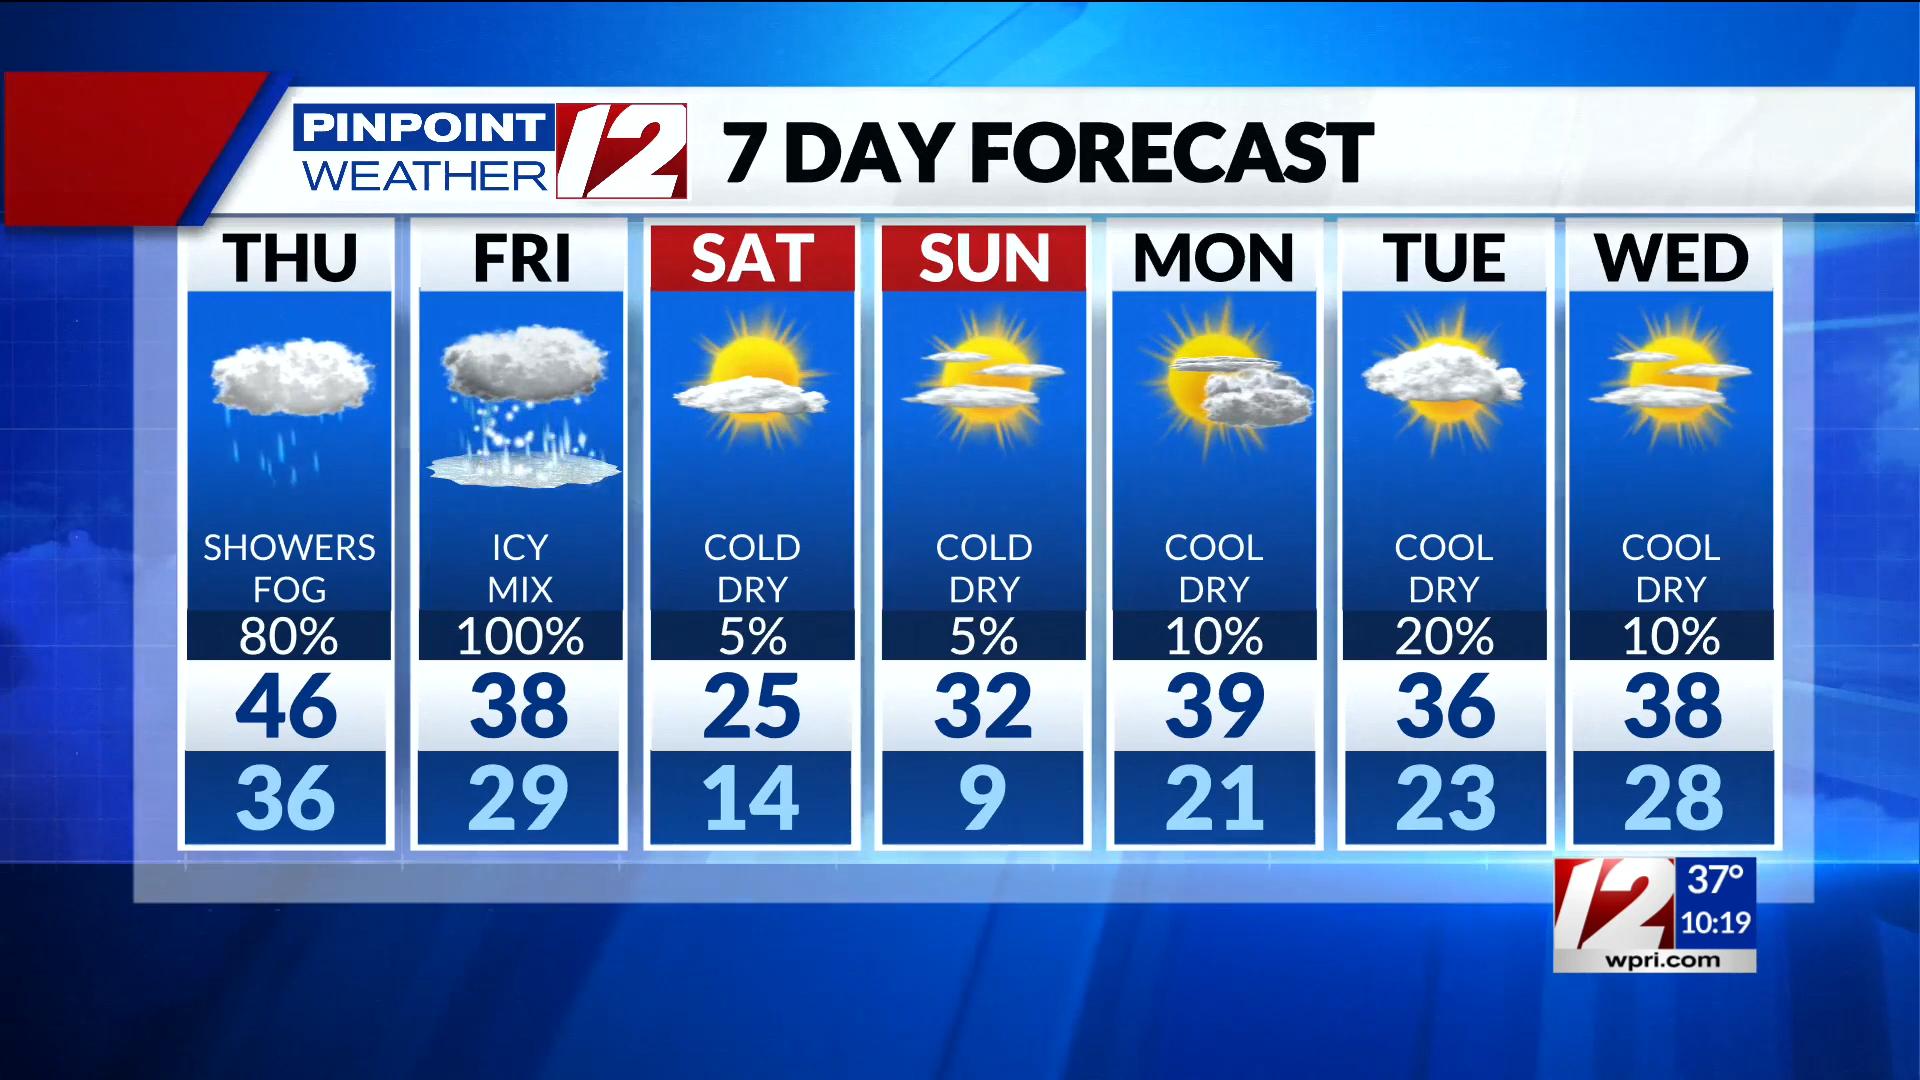 PINPOINT
WEATHER 12
7 DAY FORECAST
THU FRI SAT SUN MON TUE WED
SHOWERS ICY COLD COLD COOL COOL COOL
FOG MIX DRY DRY DRY DRY DRY
80% 100% 5% 5% 10% 20% 10%
46 38 25 32 39 36 38
36 29 14 9 21 23 28
12 37°
10:19
wpri.com